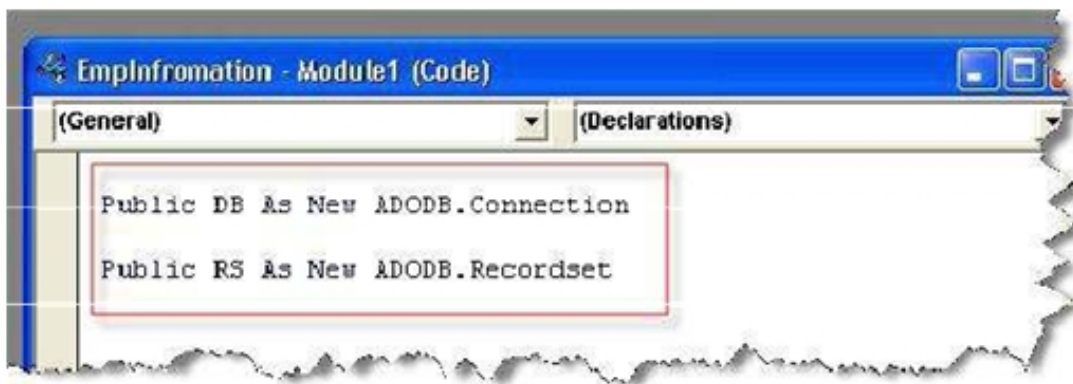 EmpInfromation - Module1 (Code)
(General) (Declarations)
Public DB As New ADODB.Connection
Public RS As New ADODB.Recordset